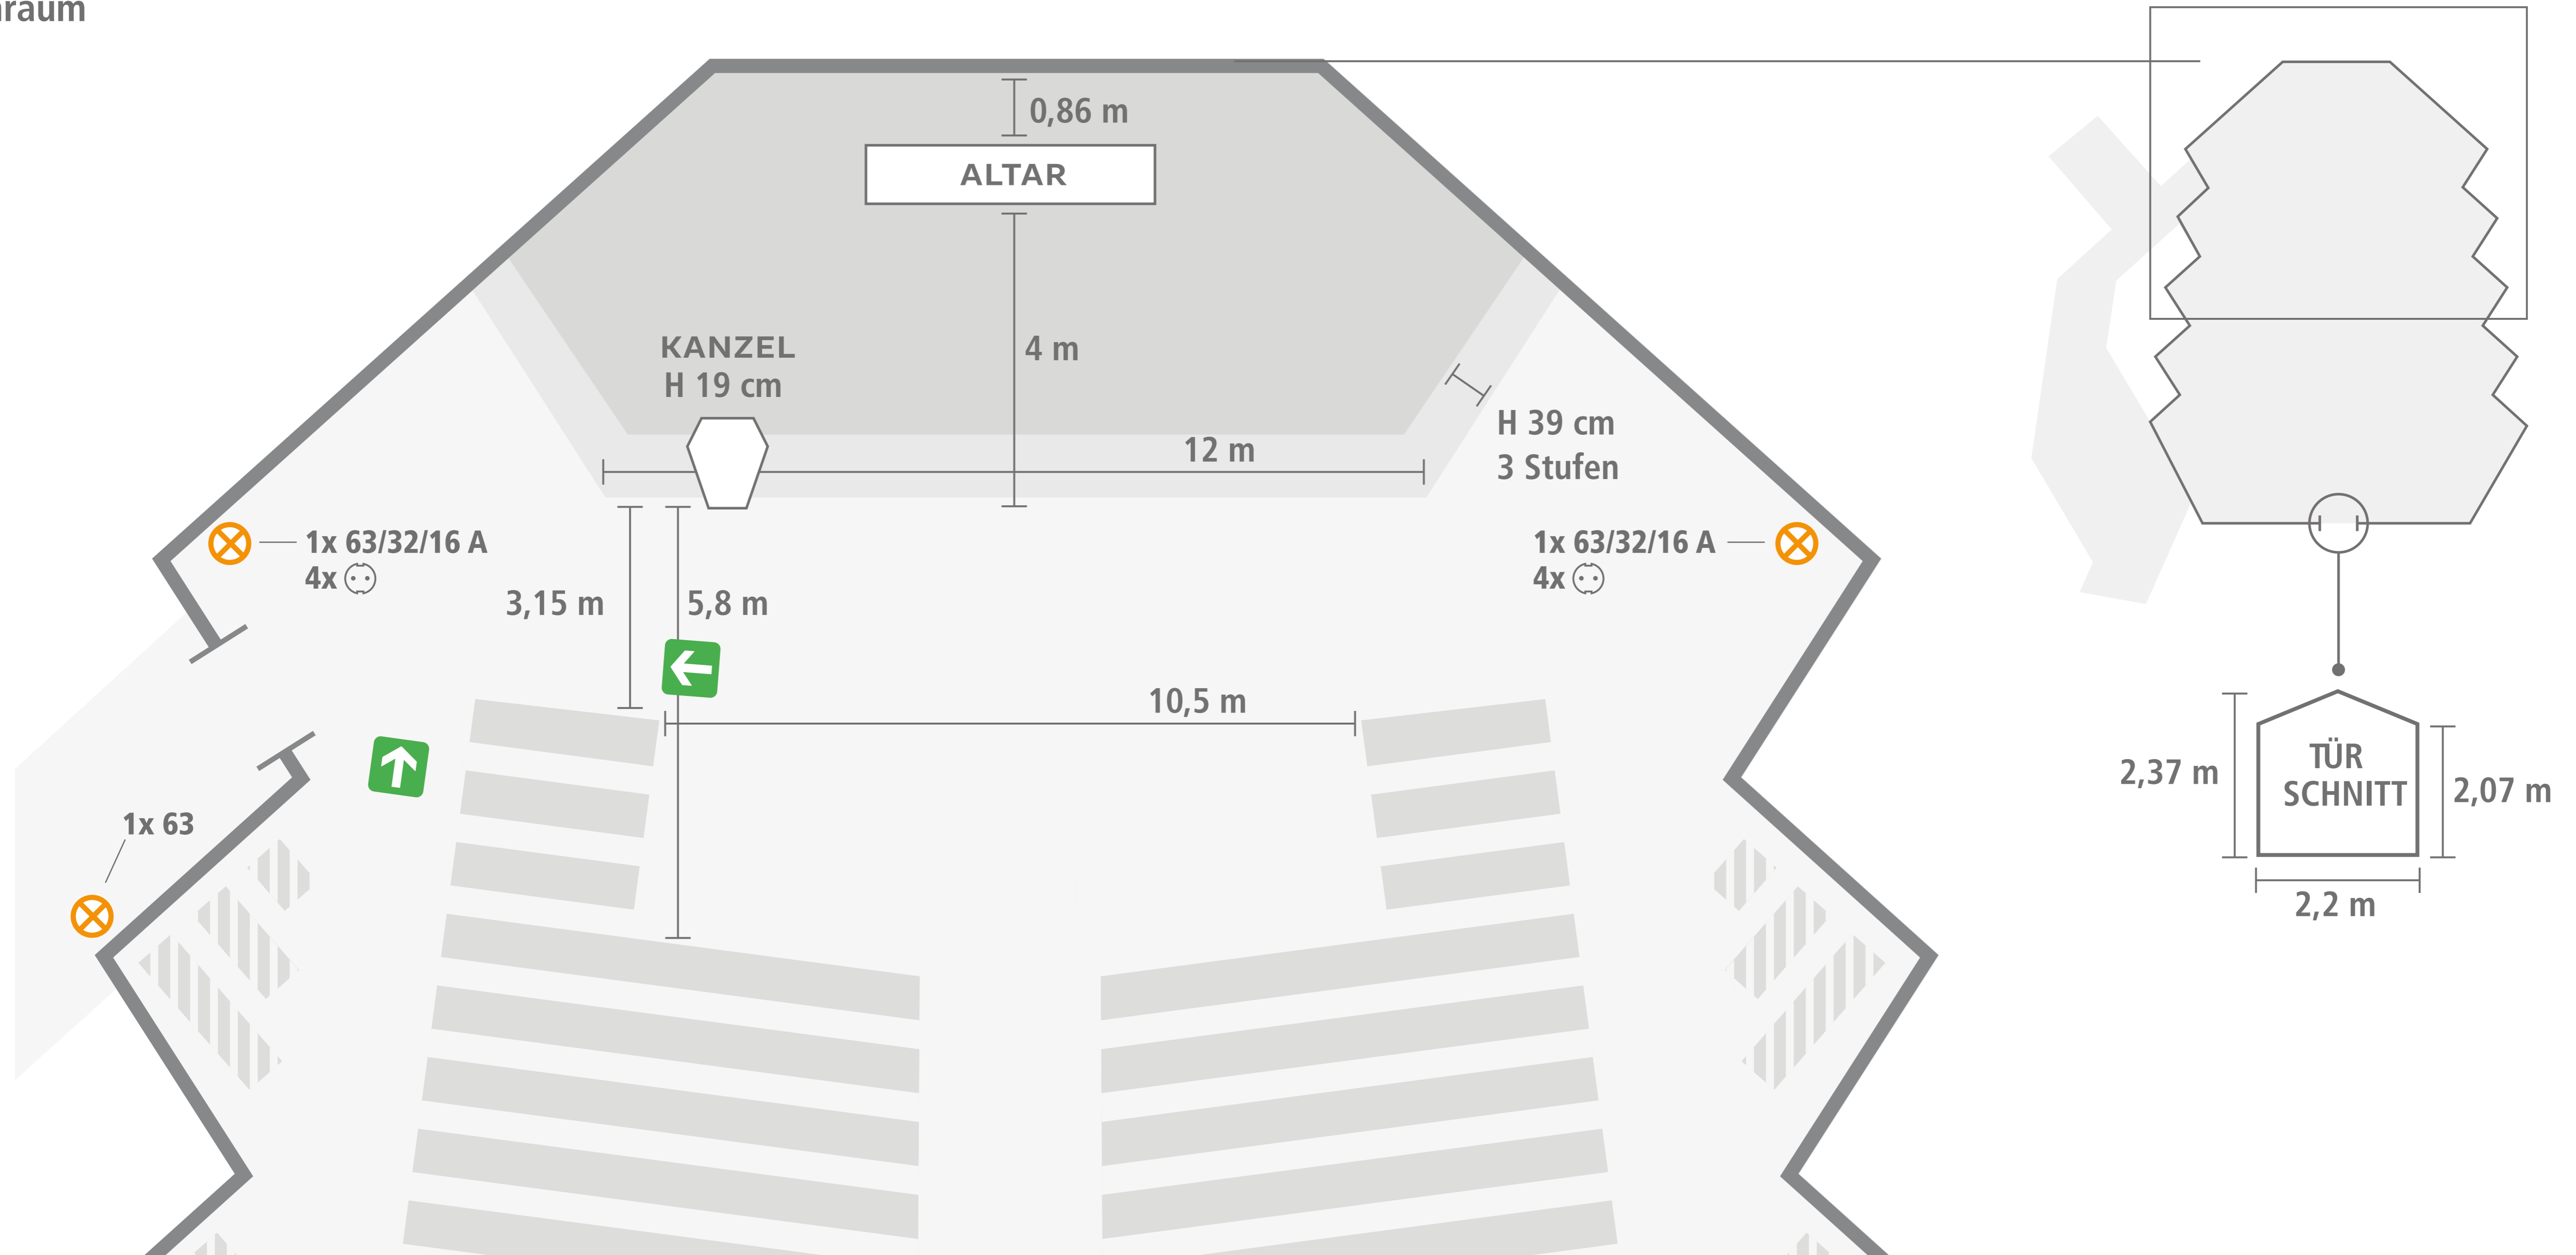 0,86 m
ALTAR
KANZEL
H 19 cm
4 m
12 m
H 39 cm
3 Stufen
1x 63/32/16 A
4x
1x 63/32/16 A
4x
3,15 m
5,8 m
10,5 m
1x 63
TÜR
SCHNITT
2,37 m
2,07 m
2,2 m